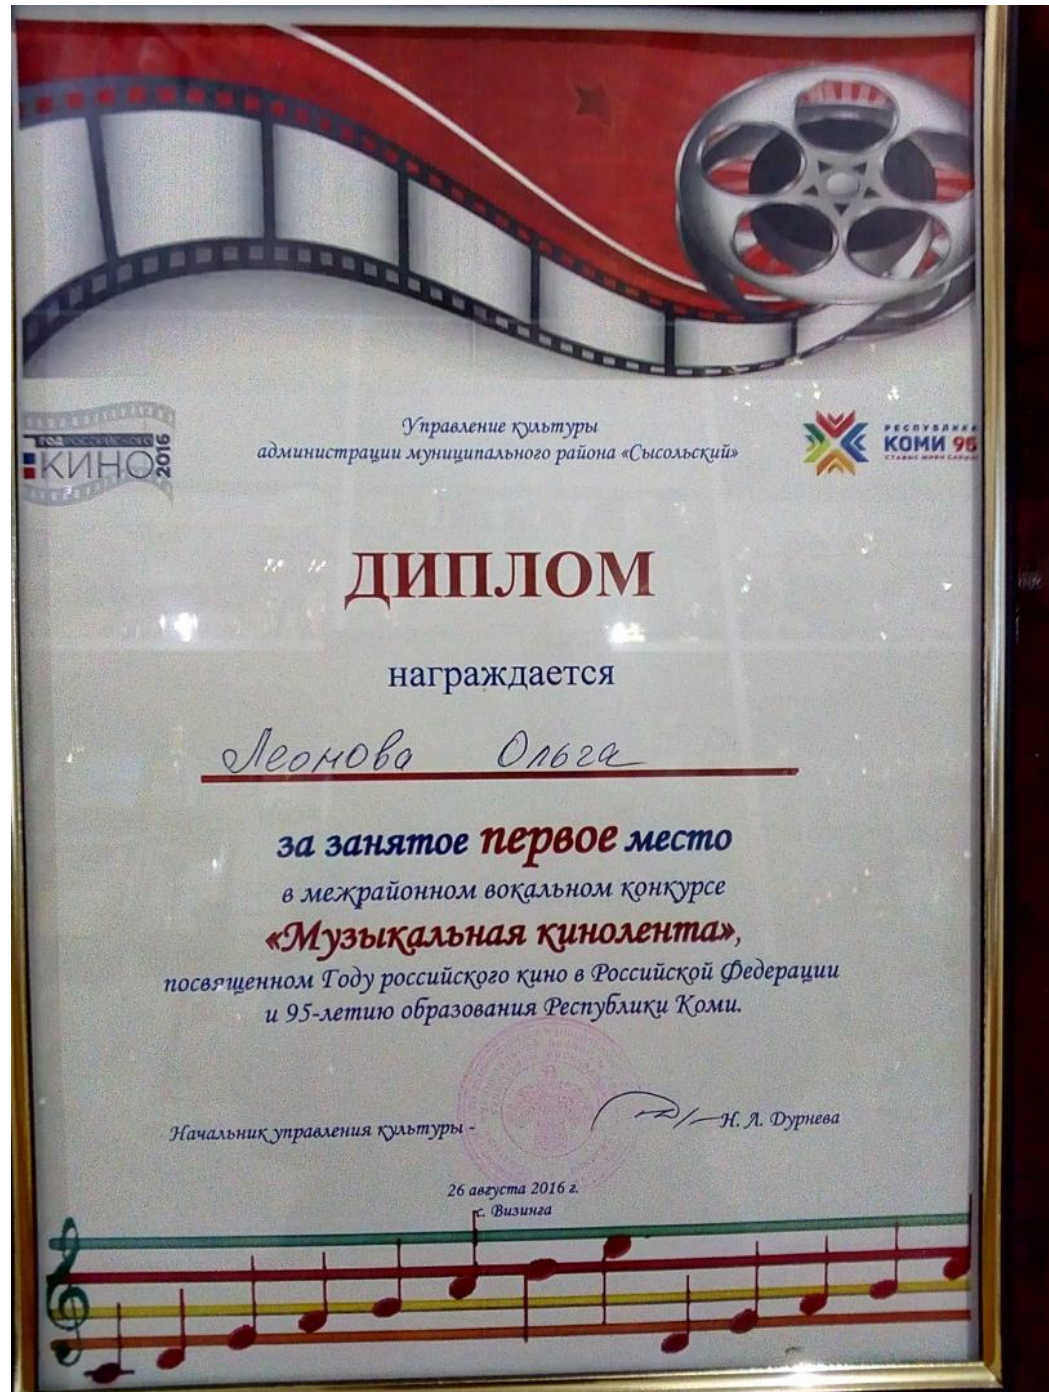 ГОД РОССИЙСКОГО
КИНО 2016
Управление культуры
администрации муниципального района «Сысольский»
РЕСПУБЛИКА
КОМИ 95
ДИПЛОМ
награждается
Леонова Ольга
за занятое первое место
в межрайонном вокальном конкурсе
«Музыкальная кинолента»,
посвященном Году российского кино в Российской Федерации
и 95-летию образования Республики Коми.
Начальник управления культуры - Н. Л. Дурнева
26 августа 2016 г.
с. Визинга